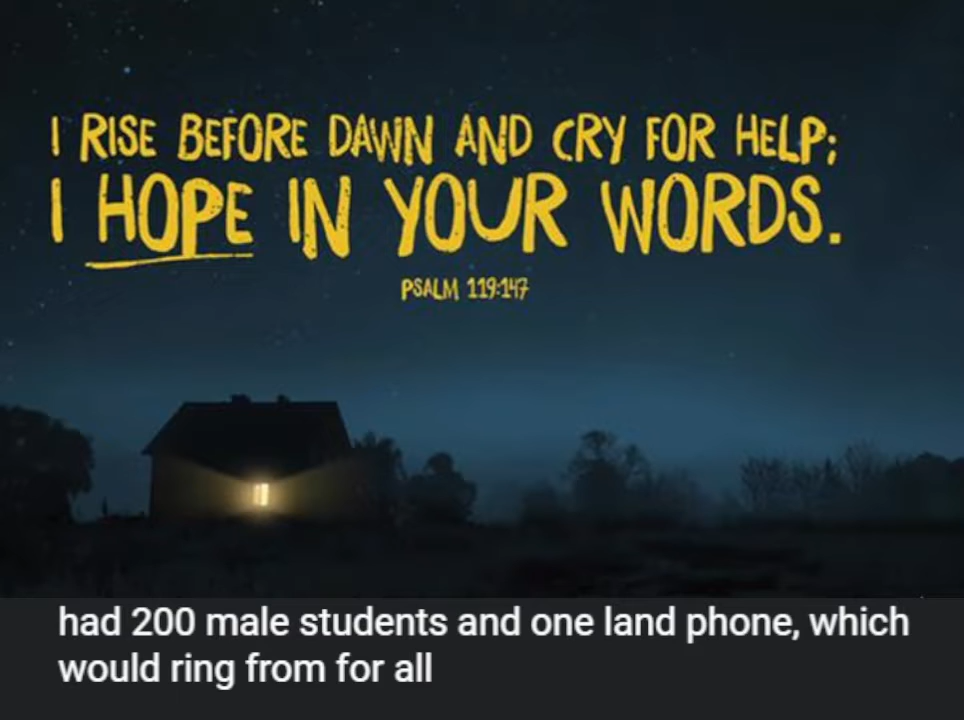 I RISE BEFORE DAWN AND CRY FOR HELP;
I HOPE IN YOUR WORDS.
PSALM 119:147
had 200 male students and one land phone, which
would ring from for all